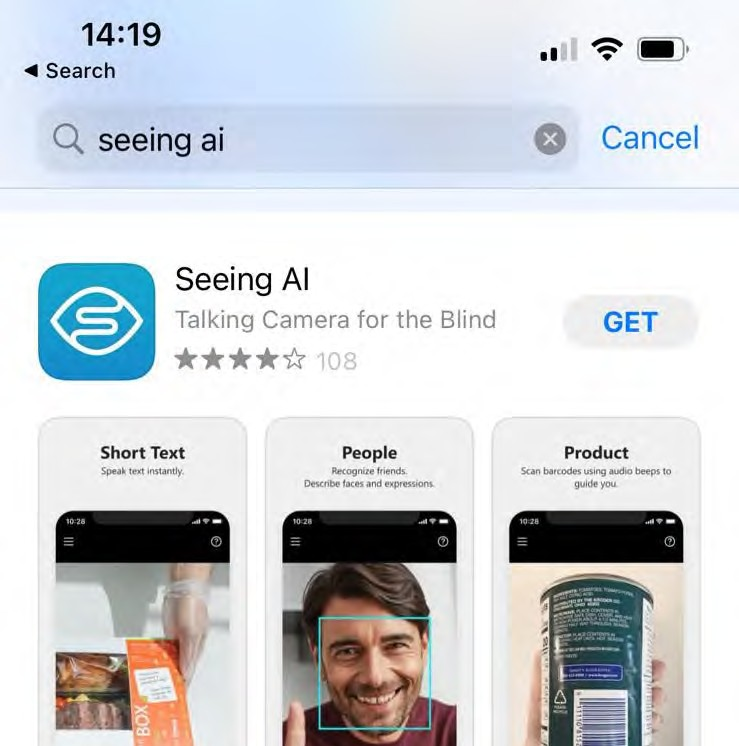 14:19
◀ Search
seeing ai
Cancel
Seeing AI
Talking Camera for the Blind
108
GET
Short Text
Speak text instantly.
People
Recognize friends.
Describe faces and expressions.
Product
Scan barcodes using audio beeps to
guide you.
10:28
10:28
10:28
BOX